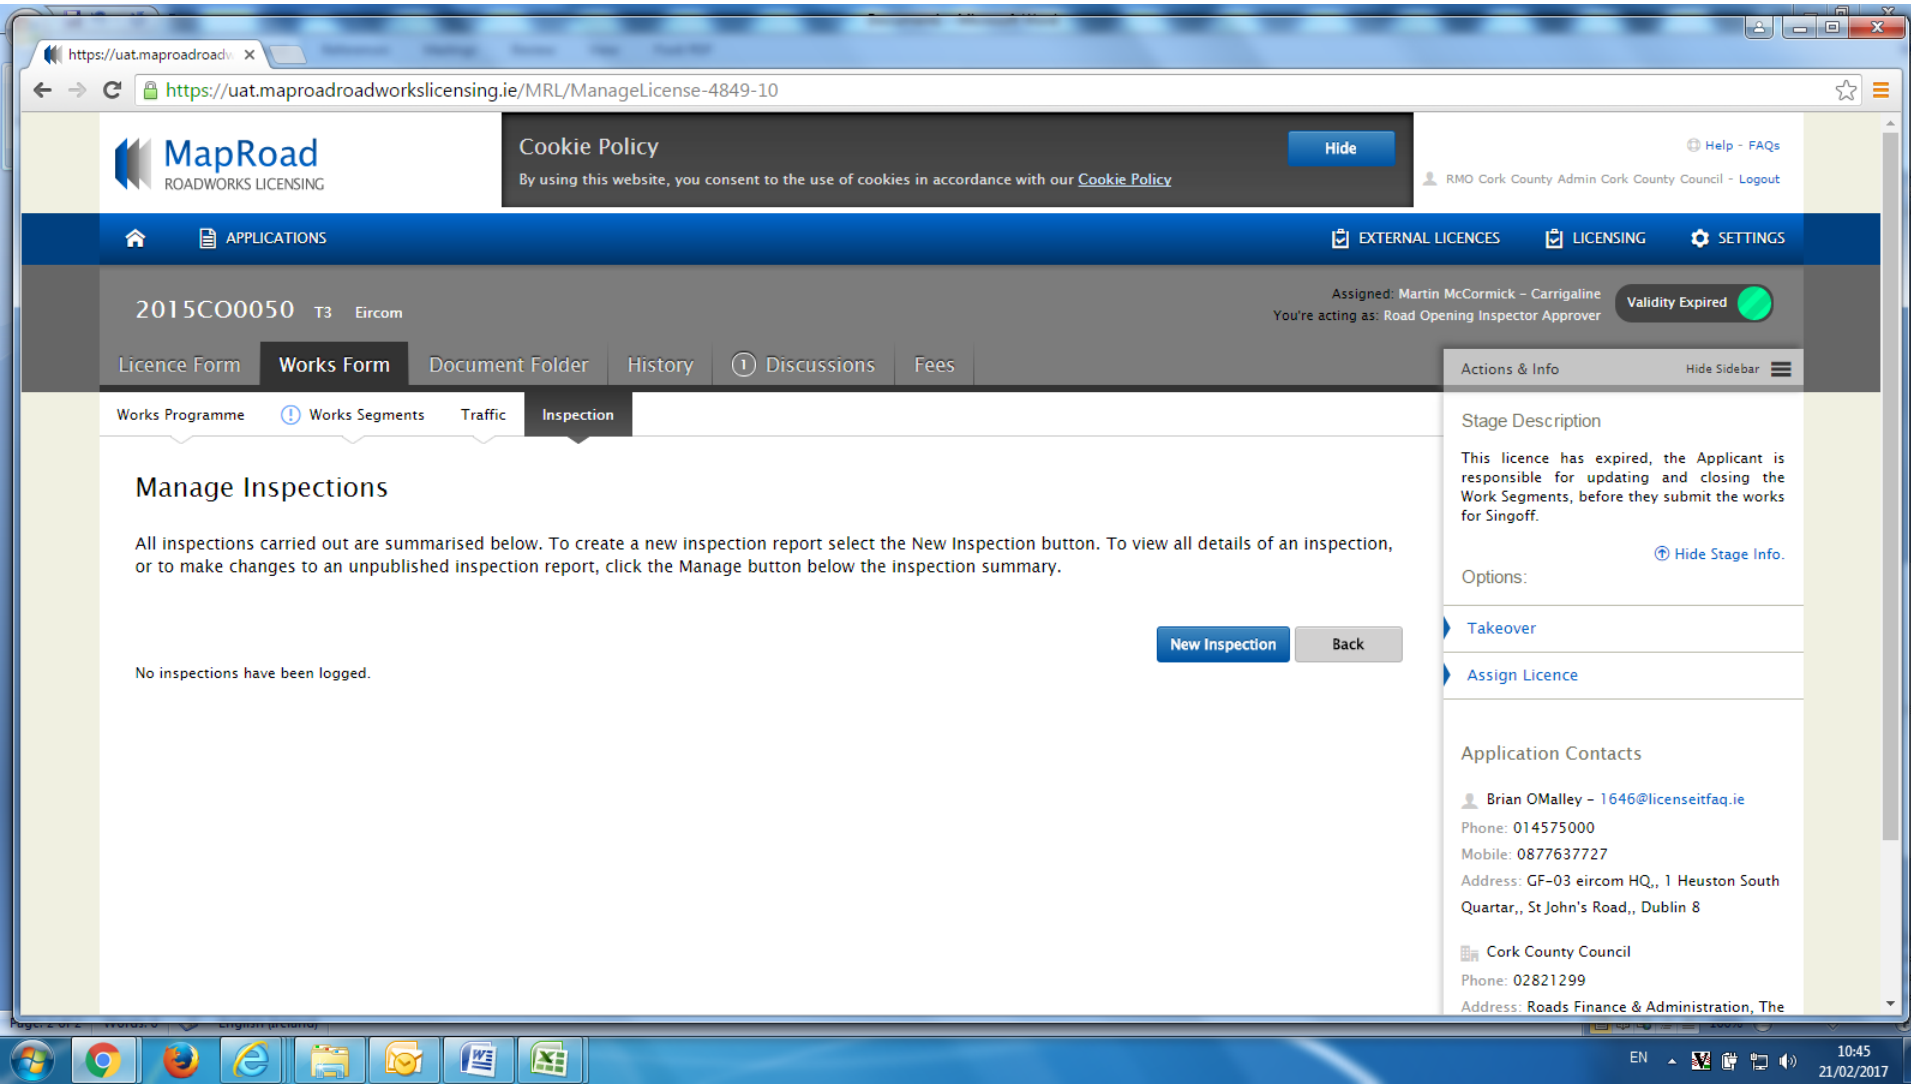 https://uat.maproadroadw
https://uat.maproadroadworkslicensing.ie/MRL/ManageLicense-4849-10
MapRoad
ROADWORKS LICENSING
Cookie Policy
By using this website, you consent to the use of cookies in accordance with our Cookie Policy
Hide
Help - FAQs
RMO Cork County Admin Cork County Council - Logout
APPLICATIONS
EXTERNAL LICENCES
LICENSING
SETTINGS
2015CO0050 T3 Eircom
Assigned: Martin McCormick – Carrigaline
You're acting as: Road Opening Inspector Approver
Validity Expired
Licence Form
Works Form
Document Folder
History
1 Discussions
Fees
Works Programme
Works Segments
Traffic
Inspection
Manage Inspections
All inspections carried out are summarised below. To create a new inspection report select the New Inspection button. To view all details of an inspection,
or to make changes to an unpublished inspection report, click the Manage button below the inspection summary.
New Inspection
Back
No inspections have been logged.
Actions & Info
Hide Sidebar
Stage Description
This licence has expired, the Applicant is
responsible for updating and closing the
Work Segments, before they submit the works
for Singoff.
Hide Stage Info.
Options:
Takeover
Assign Licence
Application Contacts
Brian OMalley – 1646@licenseitfaq.ie
Phone: 014575000
Mobile: 0877637727
Address: GF-03 eircom HQ,, 1 Heuston South
Quartar,, St John's Road,, Dublin 8
Cork County Council
Phone: 02821299
Address: Roads Finance & Administration, The
EN
10:45
21/02/2017